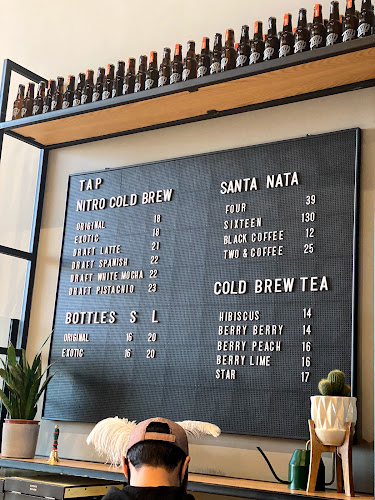 TAP
NITRO COLD BREW
ORIGINAL 18
EXOTIC 18
DRAFT LATTE 21
DRAFT SPANISH 22
DRAFT WHITE MOCHA 22
DRAFT PISTACHIO 23
BOTTLES S L
ORIGINAL 16 20
EXOTIC 16 20
SANTA NATA
FOUR 39
SIXTEEN 130
BLACK COFFEE 12
TWO & COFFEE 25
COLD BREW TEA
HIBISCUS 14
BERRY BERRY 14
BERRY PEACH 16
BERRY LIME 16
STAR 17